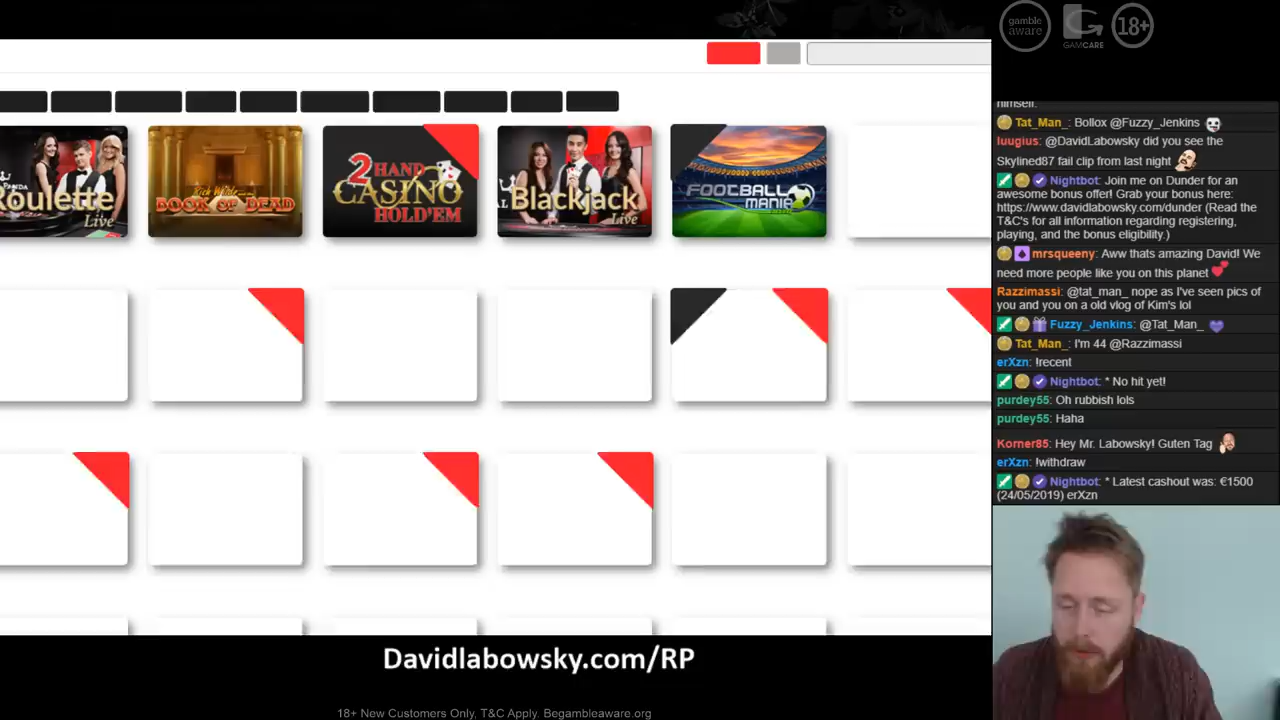 gamble
aware
GAMCARE
18+
Roulette
Live
Rich Wilde
BOOK OF DEAD
2 HAND
CASINO
HOLD'EM
Blackjack
Live
FOOTBALL
MANIA
himself.
Tat_Man_: Bollox @Fuzzy_Jenkins
luugius: @DavidLabowsky did you see the
Skylined87 fail clip from last night
Nightbot: Join me on Dunder for an
awesome bonus offer! Grab your bonus here:
https://www.davidlabowsky.com/dunder (Read the
T&C's for all information regarding registering,
playing, and the bonus eligibility.)
mrsqueeny: Aww thats amazing David! We
need more people like you on this planet
Razzimassi: @tat_man_ nope as I've seen pics of
you and you on a old vlog of Kim's lol
Fuzzy_Jenkins: @Tat_Man_
Tat_Man_: I'm 44 @Razzimassi
erXzn: !recent
Nightbot: * No hit yet!
purdey55: Oh rubbish lols
purdey55: Haha
Korner85: Hey Mr. Labowsky! Guten Tag
erXzn: !withdraw
Nightbot: * Latest cashout was: €1500
(24/05/2019) erXzn
Davidlabowsky.com/RP
18+ New Customers Only, T&C Apply. Begambleaware.org